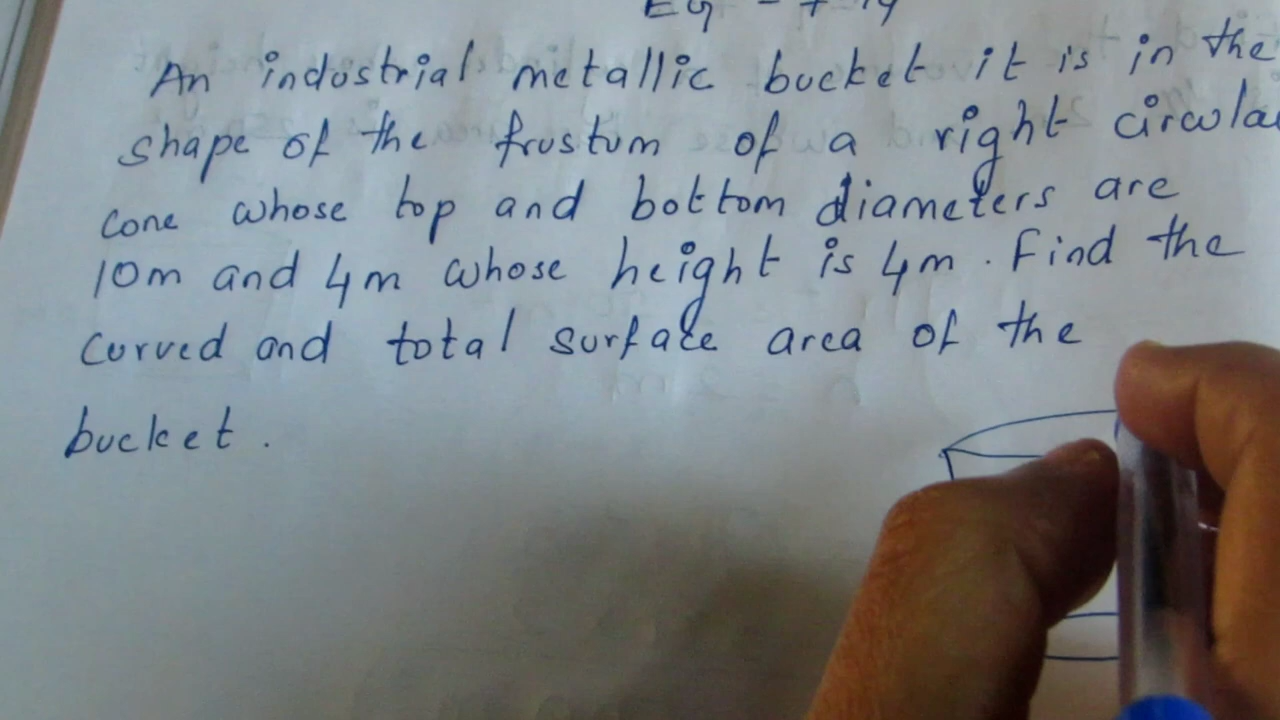 An industrial metallic bucket it is in the
shape of the frustum of a right circula
cone whose top and bottom diameters are
10m and 4m whose height is 4m. Find the
curved and total surface area of the
bucket.